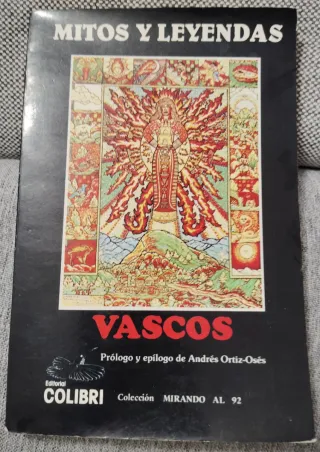 MITOS Y LEYENDAS
VASCOS
Prólogo y epílogo de Andrés Ortiz-Osés
Editorial
COLIBRI
Colección MIRANDO AL 92